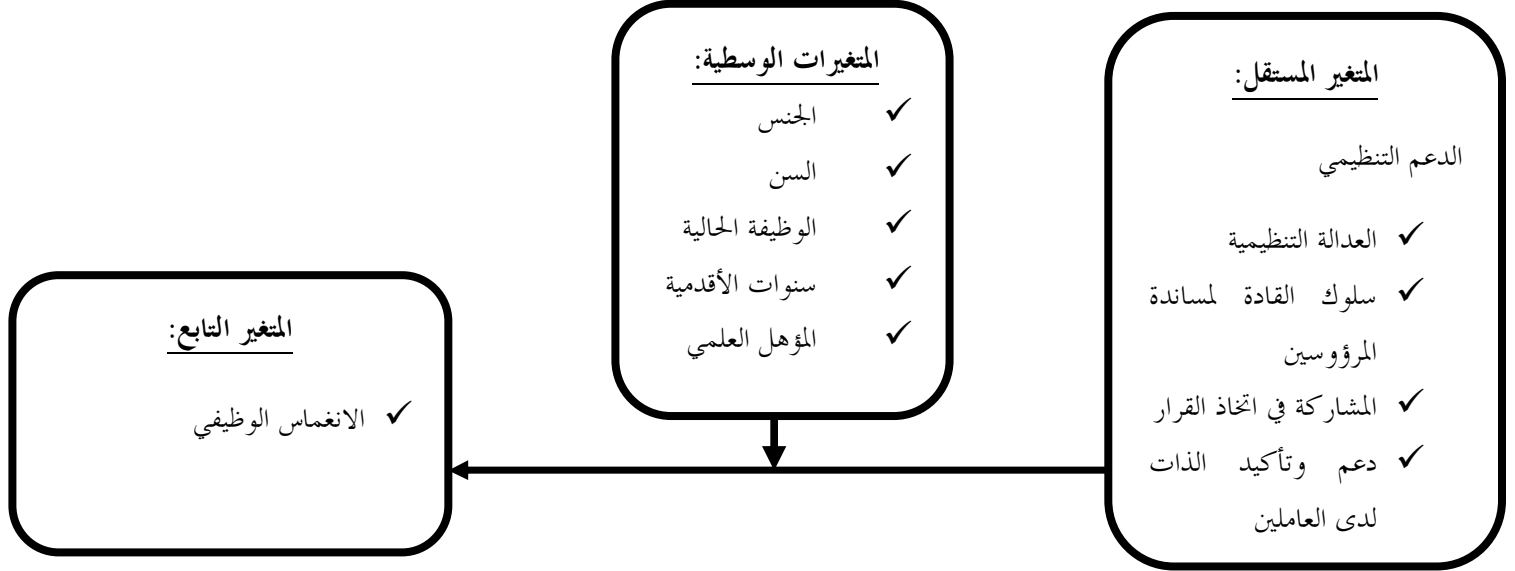 المتغير المستقل:
الدعم التنظيمي
✓ العدالة التنظيمية
✓ سلوك القادة لمساندة
المرؤوسين
✓ المشاركة في اتخاذ القرار
✓ دعم وتأكيد الذات
لدى العاملين
المتغيرات الوسطية:
✓ الجنس
✓ السن
✓ الوظيفة الحالية
✓ سنوات الأقدمية
✓ المؤهل العلمي
المتغير التابع:
✓ الانغماس الوظيفي